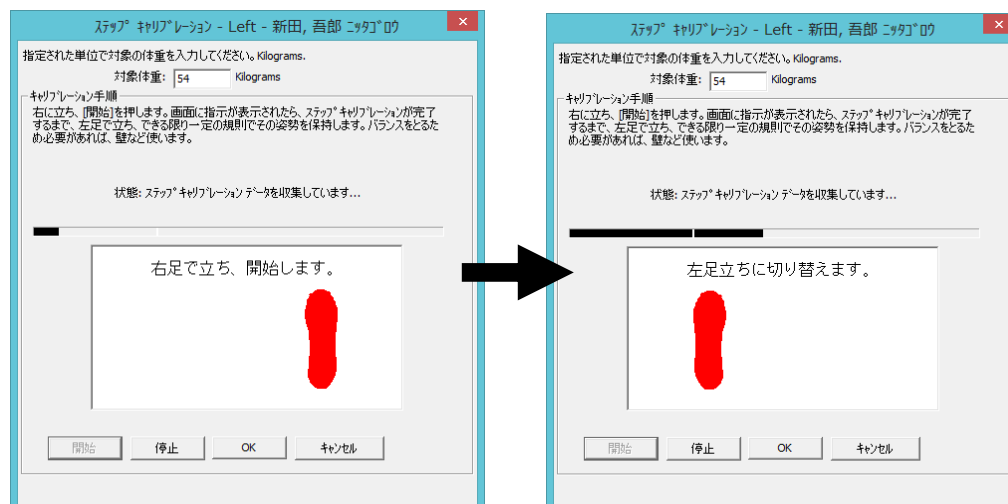 ｽﾃｯﾌﾟ ｷｬﾘﾌﾞﾚｰｼｮﾝ - Left - 新田, 吾郎 ﾆｯﾀｺﾞﾛｳ
指定された単位で対象の体重を入力してください。Kilograms.
対象体重: 54 Kilograms
ｷｬﾘﾌﾞﾚｰｼｮﾝ手順
右に立ち、[開始]を押します。画面に指示が表示されたら、ｽﾃｯﾌﾟｷｬﾘﾌﾞﾚｰｼｮﾝが完了
するまで、左足で立ち、できる限り一定の規則でその姿勢を保持します。バランスをとるた
め必要があれば、壁など使います。
状態: ｽﾃｯﾌﾟｷｬﾘﾌﾞﾚｰｼｮﾝ ﾃﾞｰﾀを収集しています...
右足で立ち、開始します。
開始 停止 OK ｷｬﾝｾﾙ
ｽﾃｯﾌﾟ ｷｬﾘﾌﾞﾚｰｼｮﾝ - Left - 新田, 吾郎 ﾆｯﾀｺﾞﾛｳ
指定された単位で対象の体重を入力してください。Kilograms.
対象体重: 54 Kilograms
ｷｬﾘﾌﾞﾚｰｼｮﾝ手順
右に立ち、[開始]を押します。画面に指示が表示されたら、ｽﾃｯﾌﾟｷｬﾘﾌﾞﾚｰｼｮﾝが完了
するまで、左足で立ち、できる限り一定の規則でその姿勢を保持します。バランスをとるた
め必要があれば、壁など使います。
状態: ｽﾃｯﾌﾟｷｬﾘﾌﾞﾚｰｼｮﾝ ﾃﾞｰﾀを収集しています...
左足立ちに切り替えます。
開始 停止 OK ｷｬﾝｾﾙ